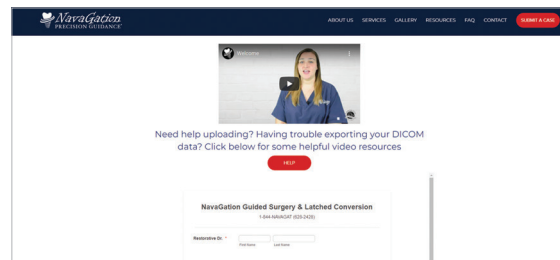 NavaGation
PRECISION GUIDANCE
ABOUT US SERVICES GALLERY RESOURCES FAQ CONTACT SUBMIT A CASE
Welcome
Need help uploading? Having trouble exporting your DICOM
data? Click below for some helpful video resources
HELP
NavaGation Guided Surgery & Latched Conversion
1-844-NAVAGAT (628-2428)
Restorative Dr. *
First Name Last Name